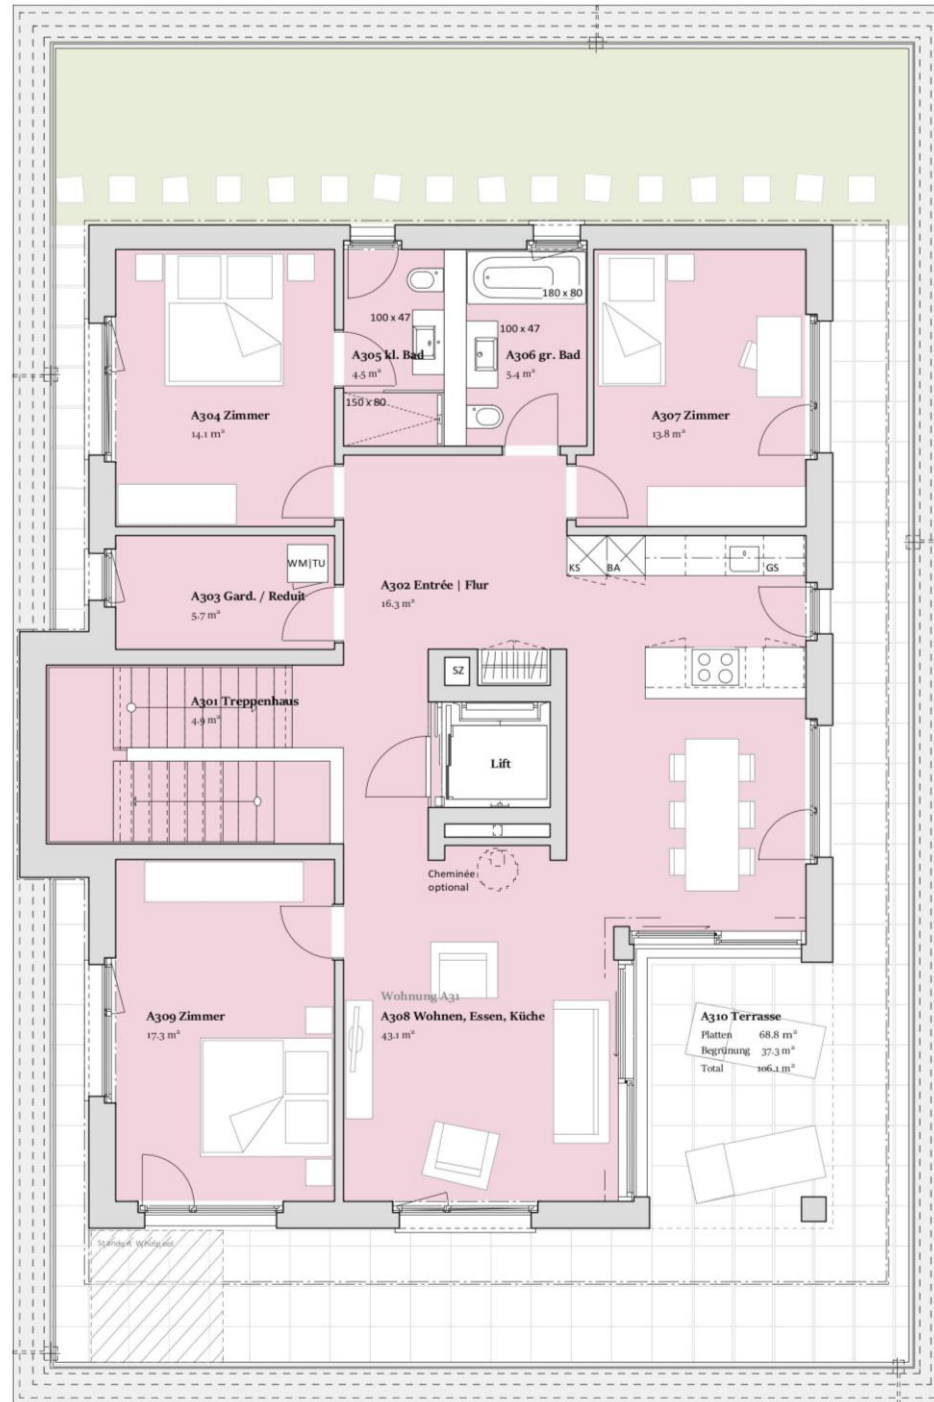 180 x 80
100 x 47
100 x 47
A305 kl. Bad
4.5 m²
A306 gr. Bad
5.4 m²
150 x 80
A304 Zimmer
14.1 m²
A307 Zimmer
13.8 m²
WM|TU
KS
BA
GS
A303 Gard. / Reduit
5.7 m²
A302 Entrée | Flur
16.3 m²
SZ
A301 Treppenhaus
4.9 m²
Lift
Cheminée
optional
Wohnung A31
A308 Wohnen, Essen, Küche
43.1 m²
A309 Zimmer
17.3 m²
A310 Terrasse
Platten 68.8 m²
Begrünung 37.3 m²
Total 106.1 m²
Standort Whirlpool